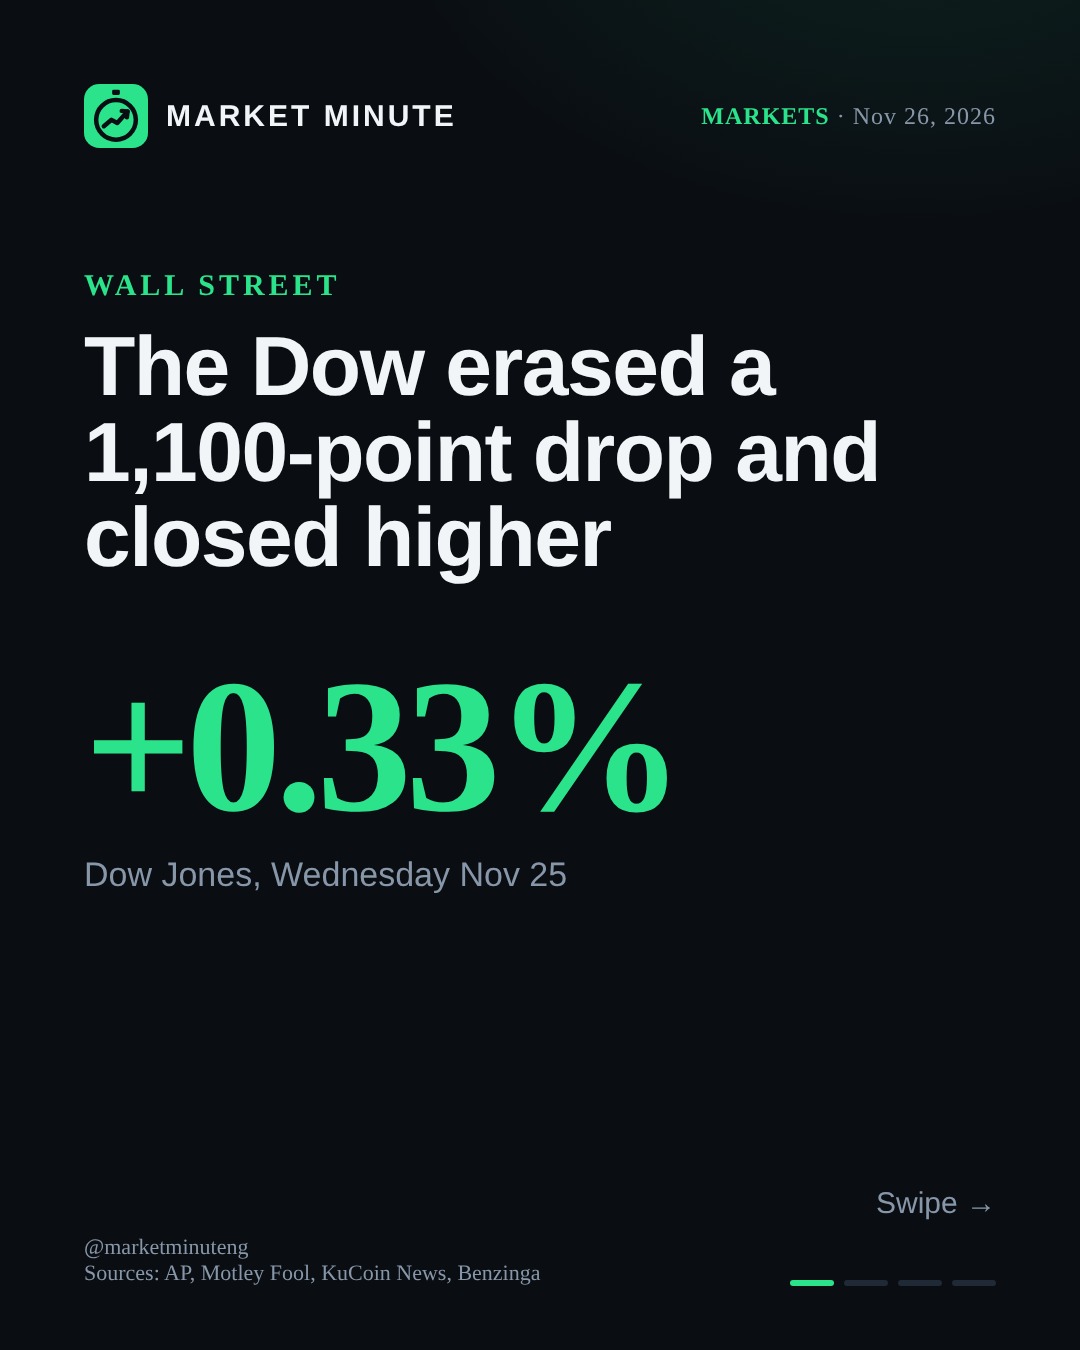 MARKET MINUTE
MARKETS · Nov 26, 2026
WALL STREET
The Dow erased a
1,100-point drop and
closed higher
+0.33%
Dow Jones, Wednesday Nov 25
Swipe →
@marketminuteng
Sources: AP, Motley Fool, KuCoin News, Benzinga